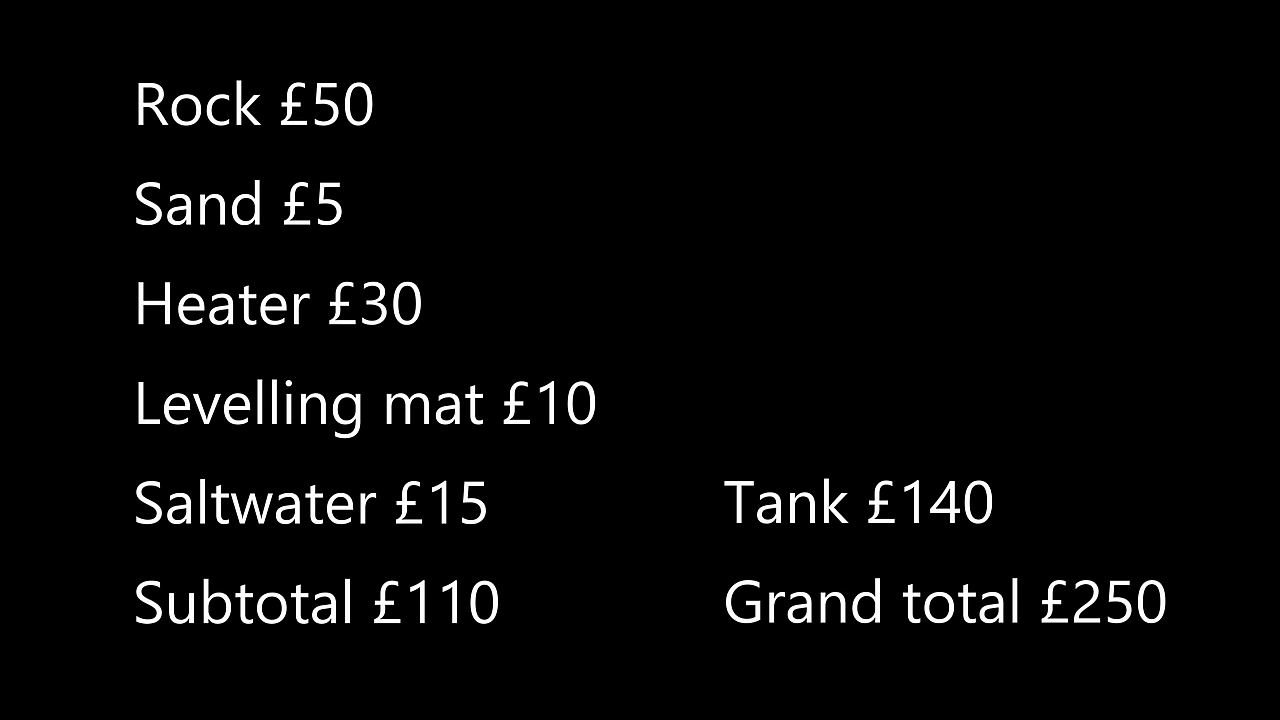 Rock £50
Sand £5
Heater £30
Levelling mat £10
Saltwater £15
Subtotal £110
Tank £140
Grand total £250